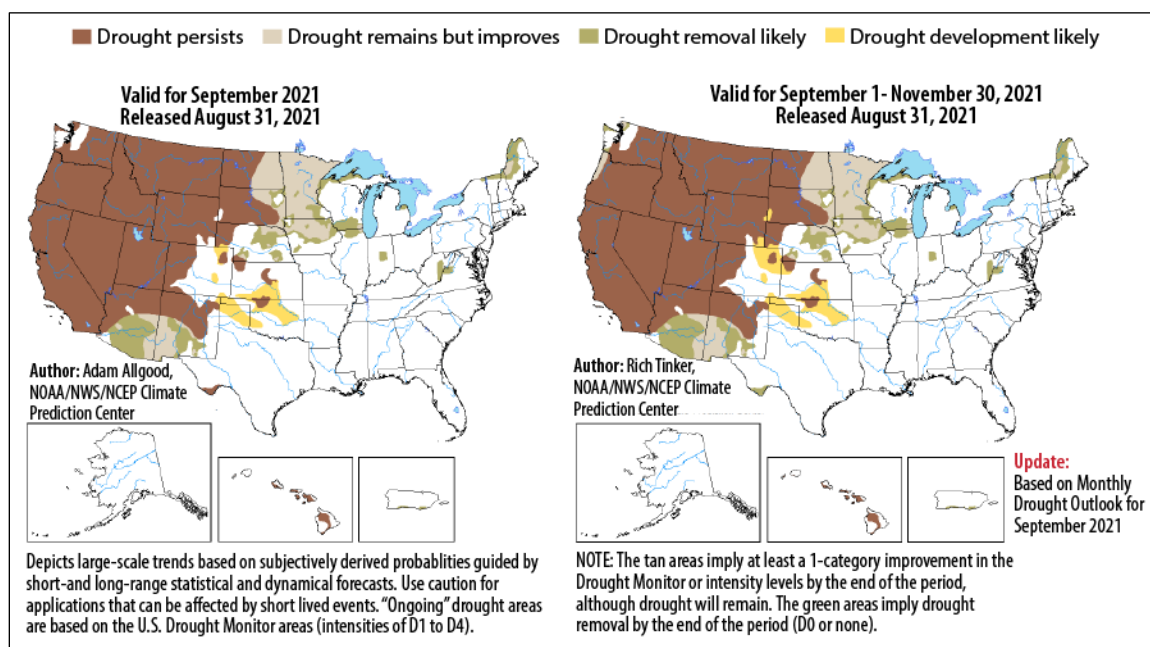 Drought persists
Drought remains but improves
Drought removal likely
Drought development likely
Valid for September 2021
Released August 31, 2021
Author: Adam Allgood,
NOAA/NWS/NCEP Climate
Prediction Center
Depicts large-scale trends based on subjectively derived probablities guided by
short-and long-range statistical and dynamical forecasts. Use caution for
applications that can be affected by short lived events. “Ongoing” drought areas
are based on the U.S. Drought Monitor areas (intensities of D1 to D4).
Valid for September 1- November 30, 2021
Released August 31, 2021
Author: Rich Tinker,
NOAA/NWS/NCEP Climate
Prediction Center
Update:
Based on Monthly
Drought Outlook for
September 2021
NOTE: The tan areas imply at least a 1-category improvement in the
Drought Monitor or intensity levels by the end of the period,
although drought will remain. The green areas imply drought
removal by the end of the period (D0 or none).